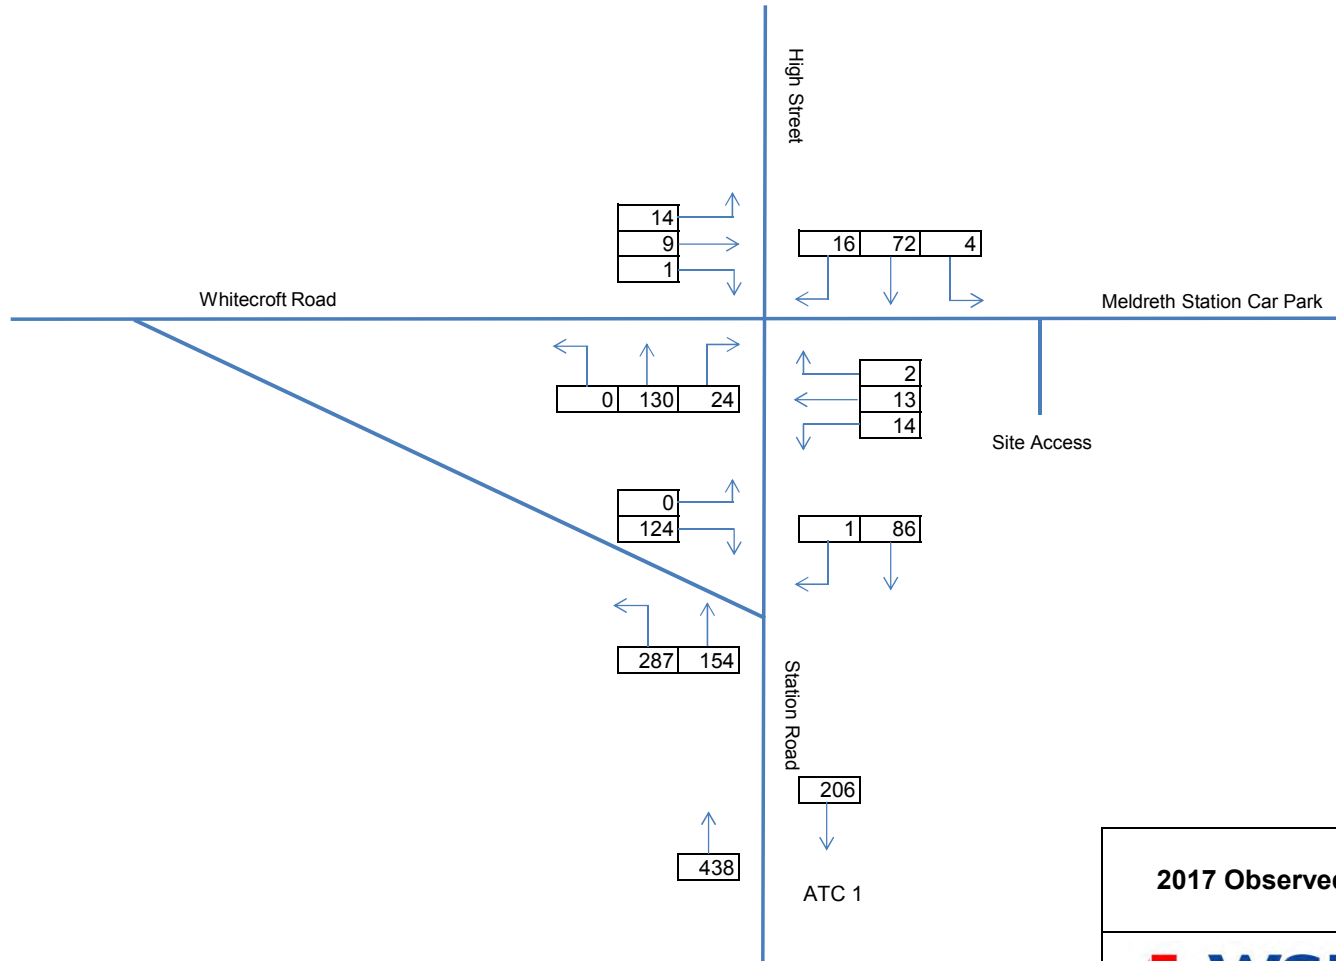 High Street
14
9
1
16 72 4
Whitecroft Road
Meldreth Station Car Park
0 130 24
2
13
14
Site Access
0
124
1 86
287 154
Station Road
206
438
ATC 1
2017 Observed